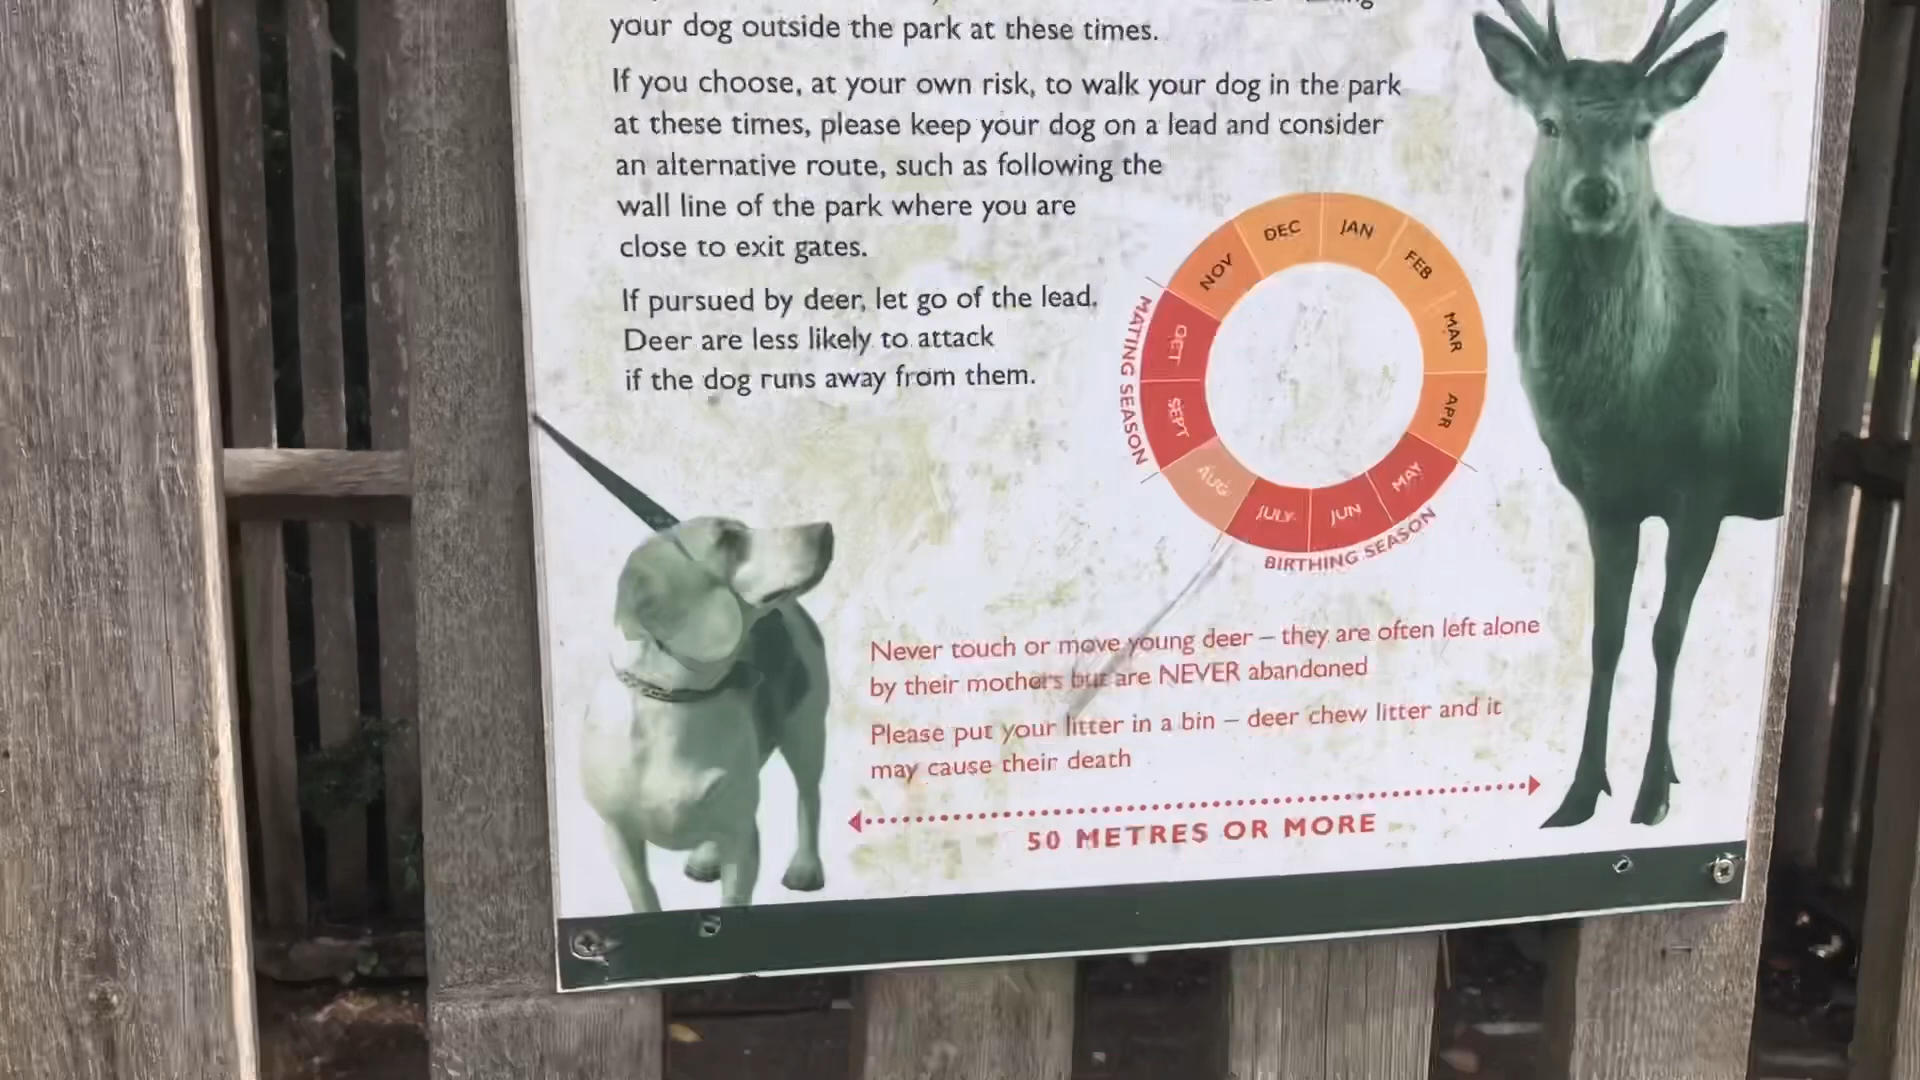 your dog outside the park at these times.
If you choose, at your own risk, to walk your dog in the park
at these times, please keep your dog on a lead and consider
an alternative route, such as following the
wall line of the park where you are
close to exit gates.
If pursued by deer, let go of the lead.
Deer are less likely to attack
if the dog runs away from them.
JAN
FEB
MAR
APR
MAY
JUN
JULY
AUG
SEPT
OCT
NOV
DEC
MATING SEASON
BIRTHING SEASON
Never touch or move young deer – they are often left alone
by their mothers but are NEVER abandoned
Please put your litter in a bin – deer chew litter and it
may cause their death
50 METRES OR MORE